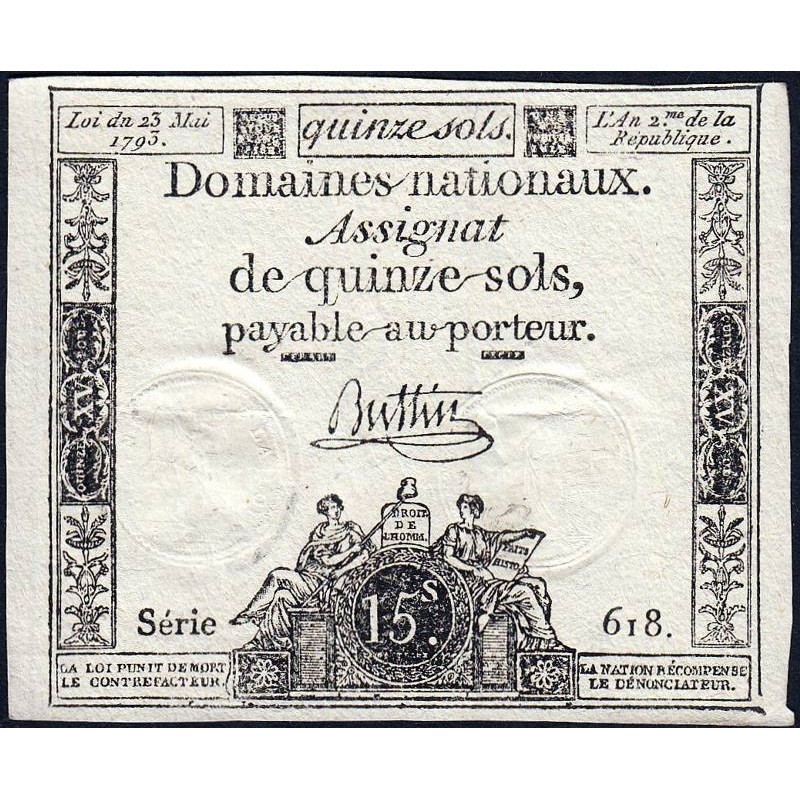 Loi du 23 Mai
1793.
quinze sols.
L'An 2.me de la
République.
Domaines nationaux.
Assignat
de quinze sols,
payable au porteur.
Buttin
DROIT
DE
L'HOMM.
FAITS
HISTO
15s.
Série
618.
LA LOI PUNIT DE MORT
LE CONTREFACTEUR.
LA NATION RÉCOMPENSE
LE DÉNONCIATEUR.